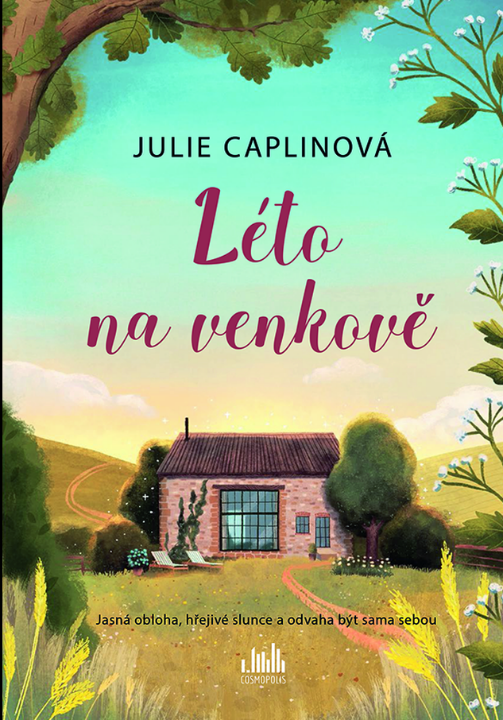 JULIE CAPLINOVÁ
Léto
na venkově
Jasná obloha, hřejivé slunce a odvaha být sama sebou
COSMOPOLIS